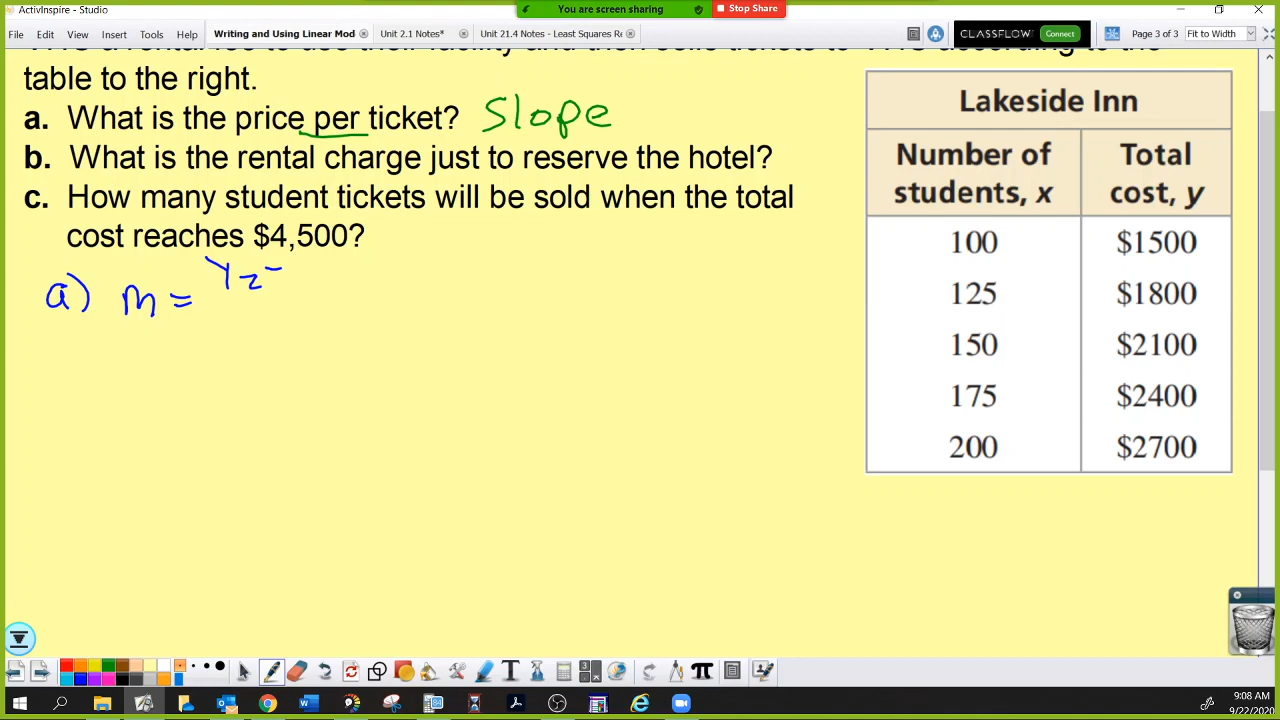 ActivInspire - Studio
You are screen sharing
Stop Share
File Edit View Insert Tools Help
Writing and Using Linear Mod
Unit 2.1 Notes*
Unit 21.4 Notes - Least Squares Re
CLASSFLOW Connect
Page 3 of 3
Fit to Width
table to the right.
a. What is the price per ticket? Slope
b. What is the rental charge just to reserve the hotel?
c. How many student tickets will be sold when the total
cost reaches $4,500?
a) m = Y2 -
Lakeside Inn
Number of students, x Total cost, y
100 $1500
125 $1800
150 $2100
175 $2400
200 $2700
9:08 AM
9/22/2020